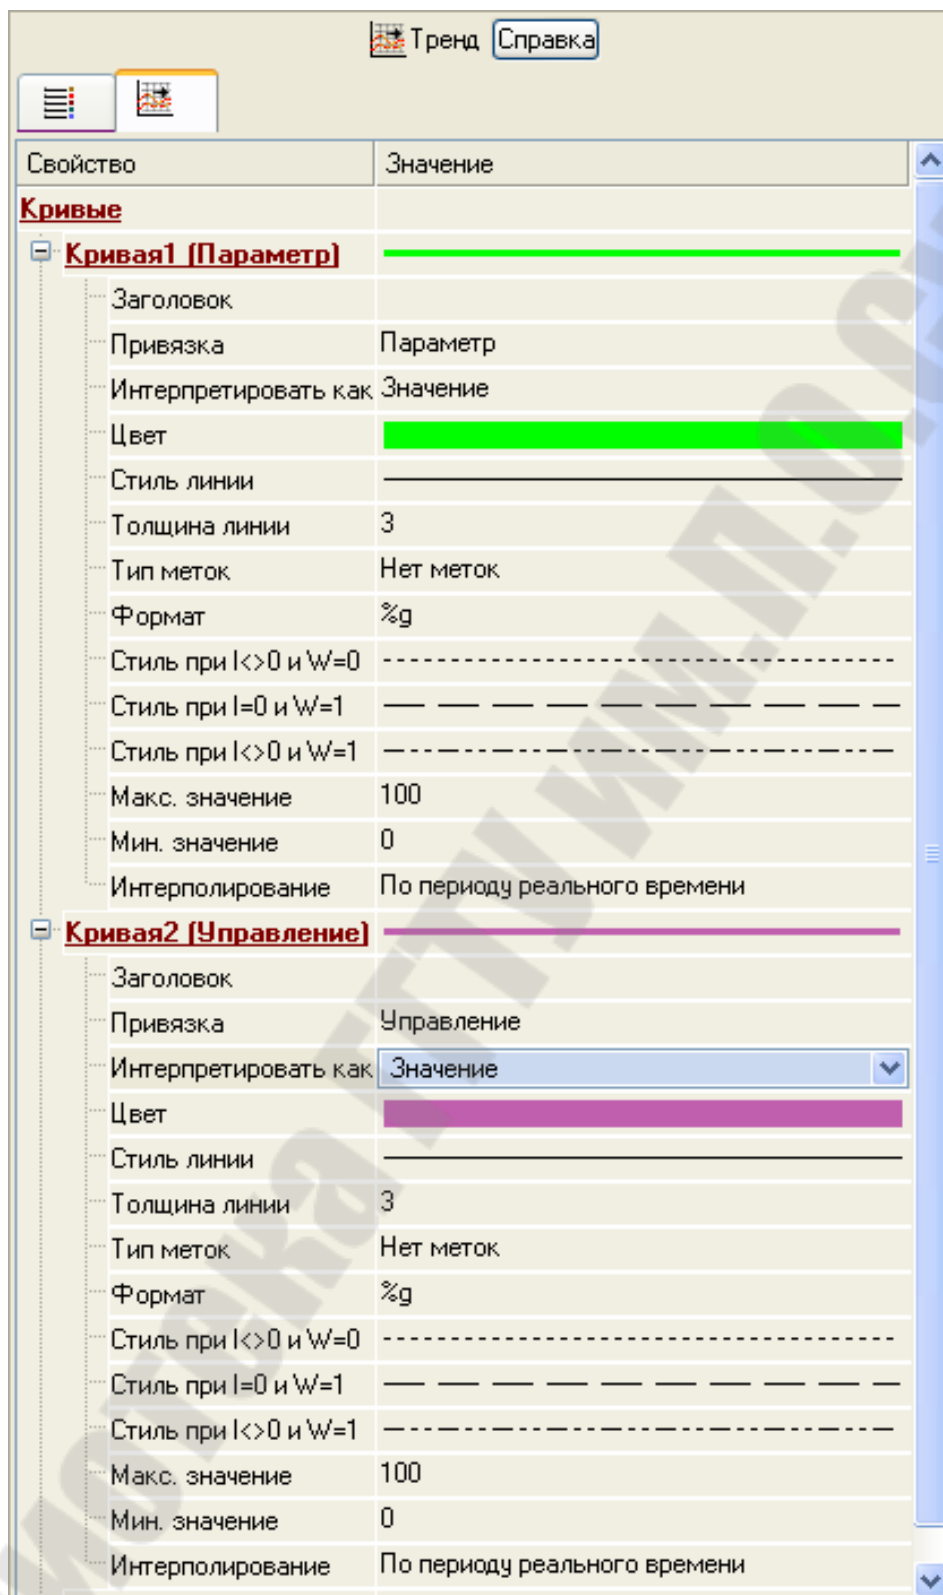 Тренд Справка
Свойство Значение
Кривые
Кривая1 (Параметр)
Заголовок
Привязка Параметр
Интерпретировать как Значение
Цвет
Стиль линии
Толщина линии 3
Тип меток Нет меток
Формат %g
Стиль при I<>0 и W=0
Стиль при I=0 и W=1
Стиль при I<>0 и W=1
Макс. значение 100
Мин. значение 0
Интерполирование По периоду реального времени
Кривая2 (Управление)
Заголовок
Привязка Управление
Интерпретировать как Значение
Цвет
Стиль линии
Толщина линии 3
Тип меток Нет меток
Формат %g
Стиль при I<>0 и W=0
Стиль при I=0 и W=1
Стиль при I<>0 и W=1
Макс. значение 100
Мин. значение 0
Интерполирование По периоду реального времени
ГГТУ им.П.О.